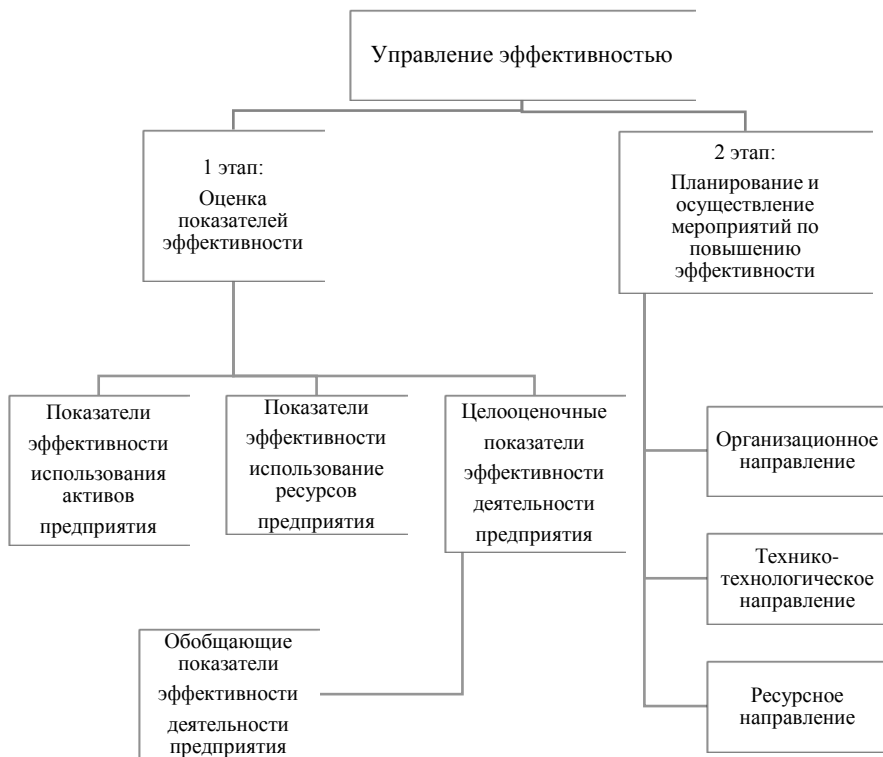 Управление эффективностью
1 этап:
Оценка
показателей
эффективности
2 этап:
Планирование и
осуществление
мероприятий по
повышению
эффективности
Показатели
эффективности
использования
активов
предприятия
Показатели
эффективности
использование
ресурсов
предприятия
Целооценочные
показатели
эффективности
деятельности
предприятия
Обобщающие
показатели
эффективности
деятельности
предприятия
Организационное
направление
Технико-
технологическое
направление
Ресурсное
направление